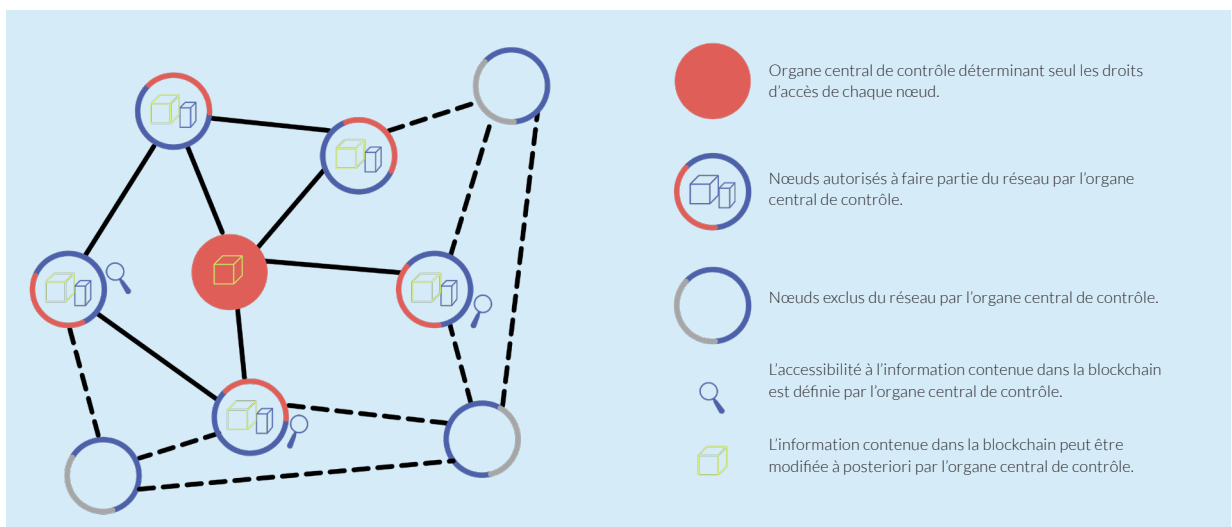 Organe central de contrôle déterminant seul les droits
d’accès de chaque nœud.
Nœuds autorisés à faire partie du réseau par l’organe
central de contrôle.
Nœuds exclus du réseau par l’organe central de contrôle.
L’accessibilité à l’information contenue dans la blockchain
est définie par l’organe central de contrôle.
L’information contenue dans la blockchain peut être
modifiée à posteriori par l’organe central de contrôle.